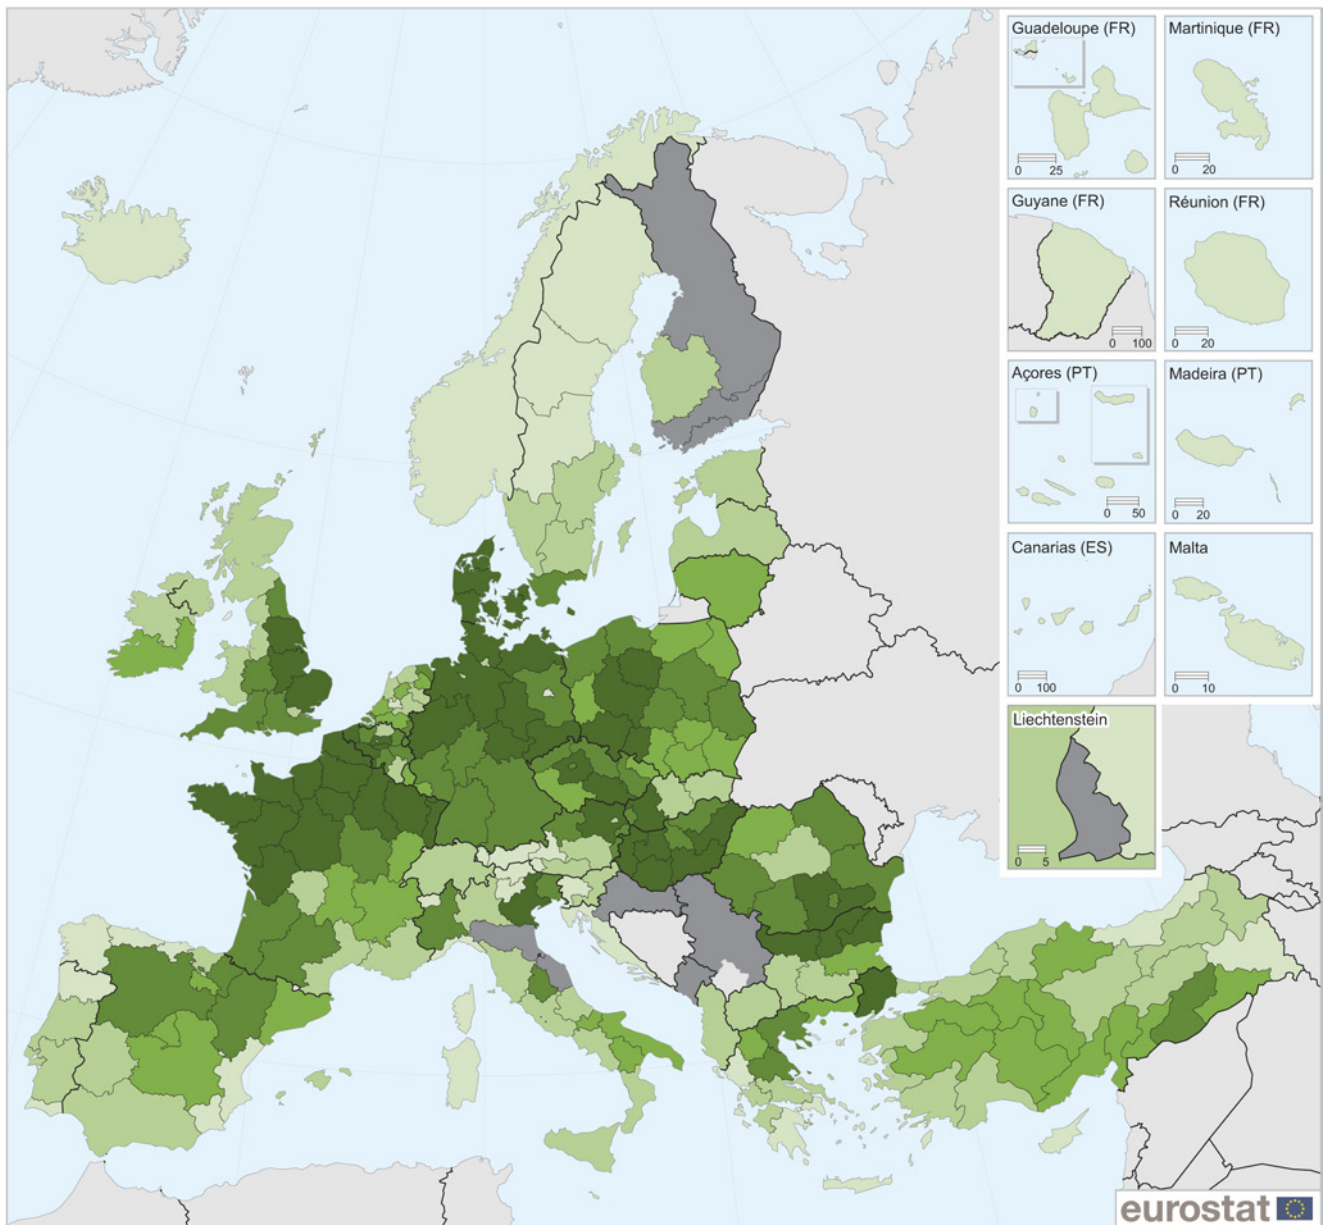 Guadeloupe (FR)
0 25
Martinique (FR)
0 20
Guyane (FR)
0 100
Réunion (FR)
0 20
Açores (PT)
0 50
Madeira (PT)
0 20
Canarias (ES)
0 100
Malta
0 10
Liechtenstein
0 5
eurostat